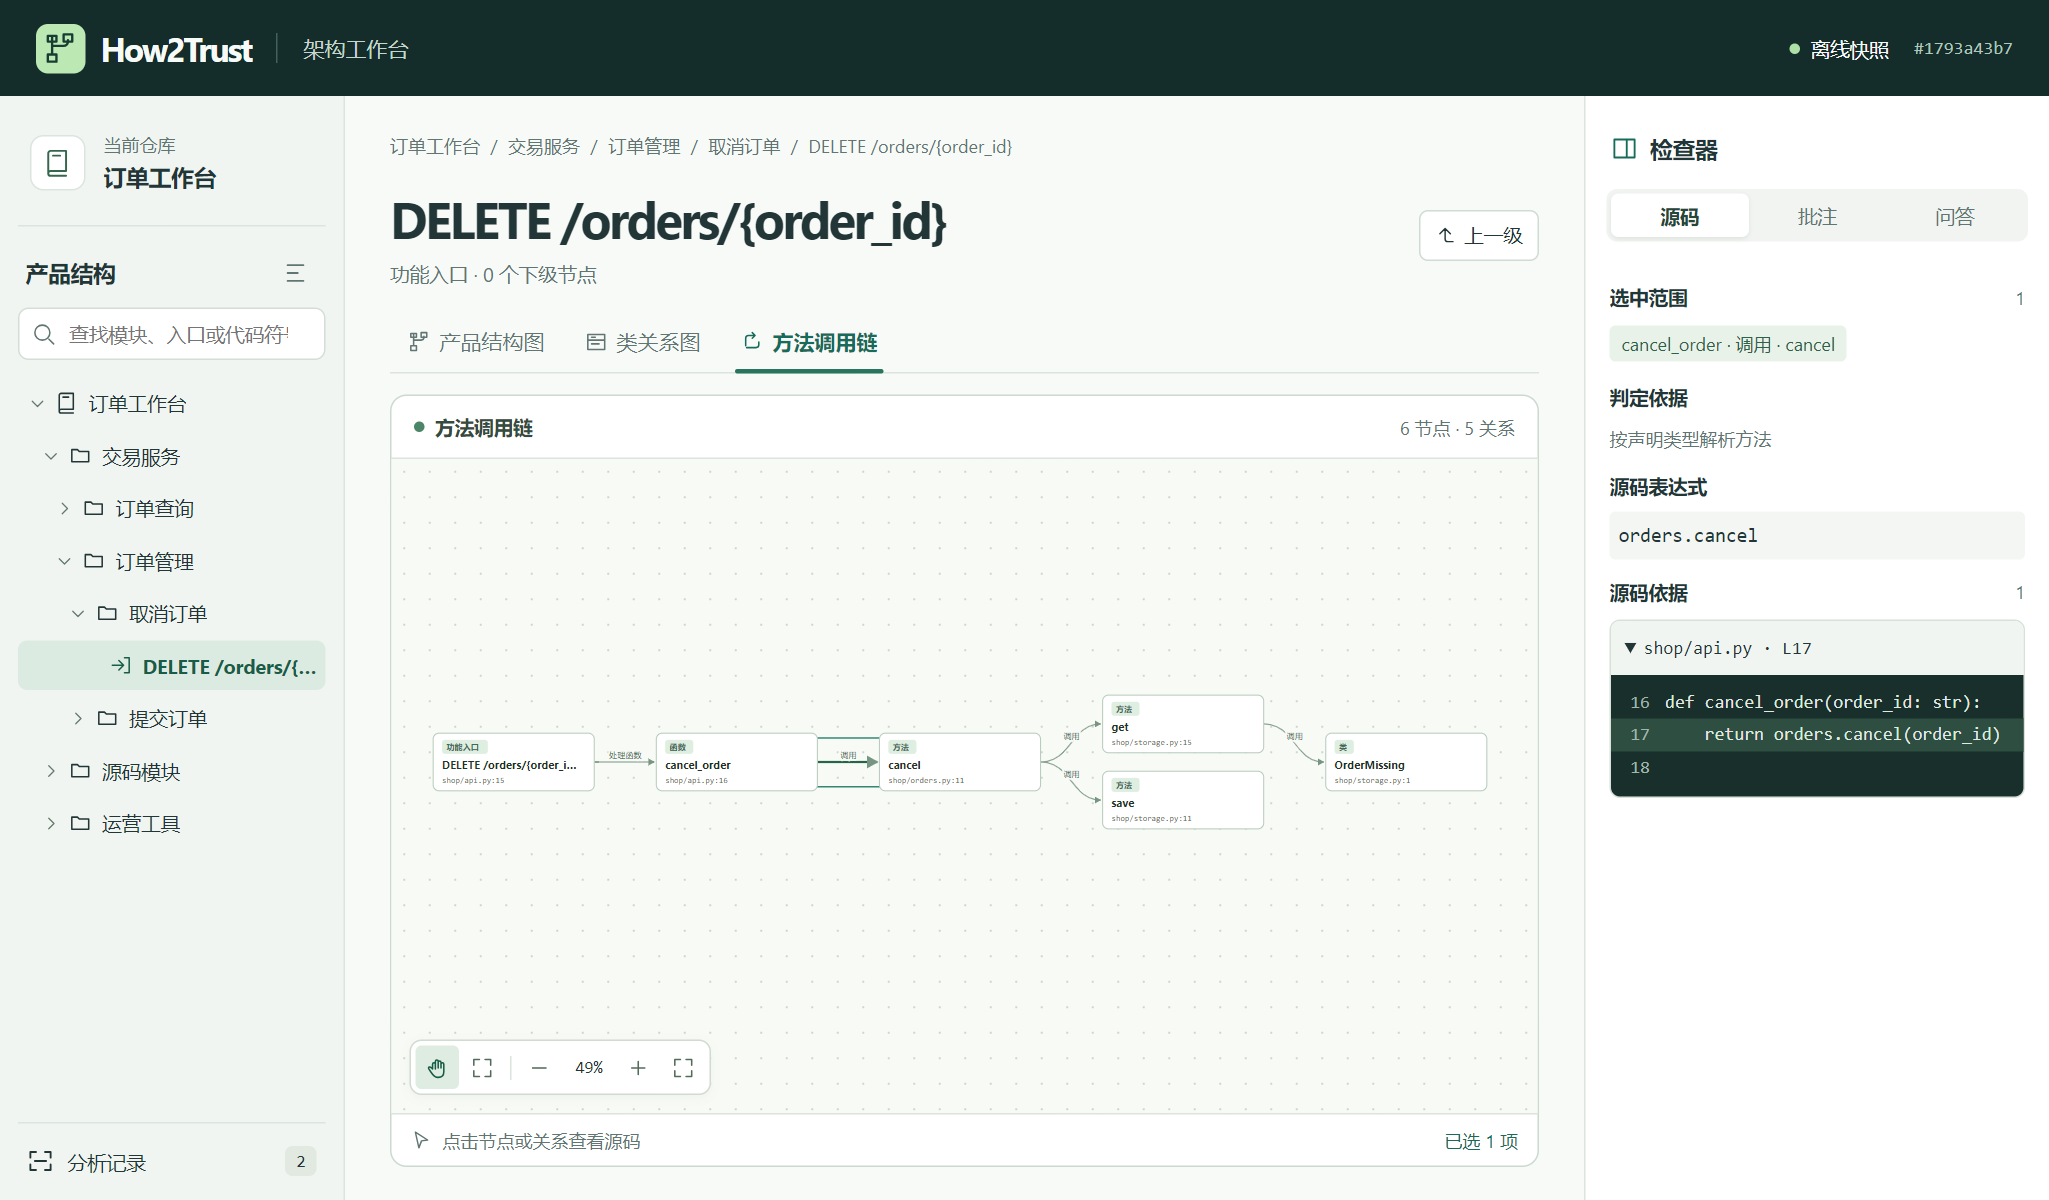 How2Trust
架构工作台
离线快照
#1793a43b7
当前仓库
订单工作台
产品结构
查找模块、入口或代码符
订单工作台
交易服务
订单查询
订单管理
取消订单
DELETE /orders/{...
提交订单
源码模块
运营工具
分析记录
2
订单工作台 / 交易服务 / 订单管理 / 取消订单 / DELETE /orders/{order_id}
DELETE /orders/{order_id}
功能入口 · 0 个下级节点
上一级
产品结构图
类关系图
方法调用链
方法调用链
6 节点 · 5 关系
功能入口
DELETE /orders/{order_i...
shop/api.py:15
处理函数
函数
cancel_order
shop/api.py:16
调用
方法
cancel
shop/orders.py:11
调用
调用
方法
get
shop/storage.py:15
方法
save
shop/storage.py:11
调用
类
OrderMissing
shop/storage.py:1
49%
点击节点或关系查看源码
已选 1 项
检查器
源码
批注
问答
选中范围
1
cancel_order · 调用 · cancel
判定依据
按声明类型解析方法
源码表达式
orders.cancel
源码依据
1
▼ shop/api.py · L17
16 def cancel_order(order_id: str):
17     return orders.cancel(order_id)
18